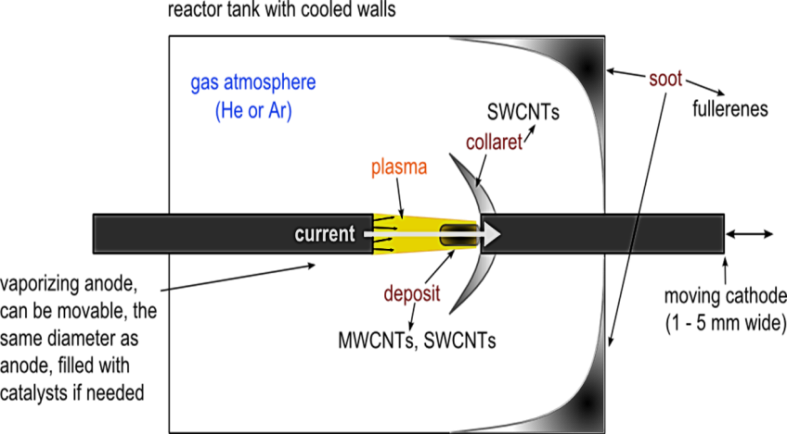 reactor tank with cooled walls
gas atmosphere
(He or Ar)
soot
fullerenes
SWCNTs
collaret
plasma
current
vaporizing anode,
can be movable, the
same diameter as
anode, filled with
catalysts if needed
deposit
MWCNTs, SWCNTs
moving cathode
(1 - 5 mm wide)